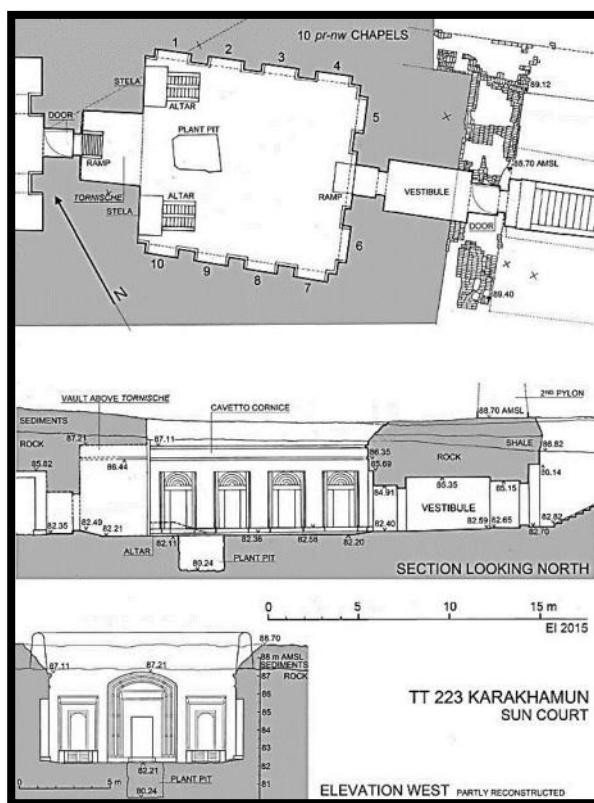 10 pr-nw CHAPELS
1
2
3
4
STELA
ALTAR
89.12
DOOR
PLANT PIT
5
88.70 AMSL
RAMP
RAMP
VESTIBULE
TORNISCHE
ALTAR
STELA
DOOR
6
N
10
9
8
7
89.40
2ND PYLON
VAULT ABOVE TORNISCHE
CAVETTO CORNICE
88.70 AMSL
SEDIMENTS
ROCK
87.21
87.11
SHALE
86.82
86.35
85.69
ROCK
85.82
86.44
84.91
85.35
85.15
VESTIBULE
82.35
82.49
82.21
82.11
82.36
82.20
82.40
82.59
82.65
82.70
82.82
ALTAR
80.24
PLANT PIT
SECTION LOOKING NORTH
0
5
10
15 m
EI 2015
88.70
88 m AMSL
SEDIMENTS
87.11
87.21
87
ROCK
86
85
84
83
82
81
TT 223 KARAKHAMUN
SUN COURT
82.21
PLANT PIT
80.24
5 m
ELEVATION WEST PARTLY RECONSTRUCTED